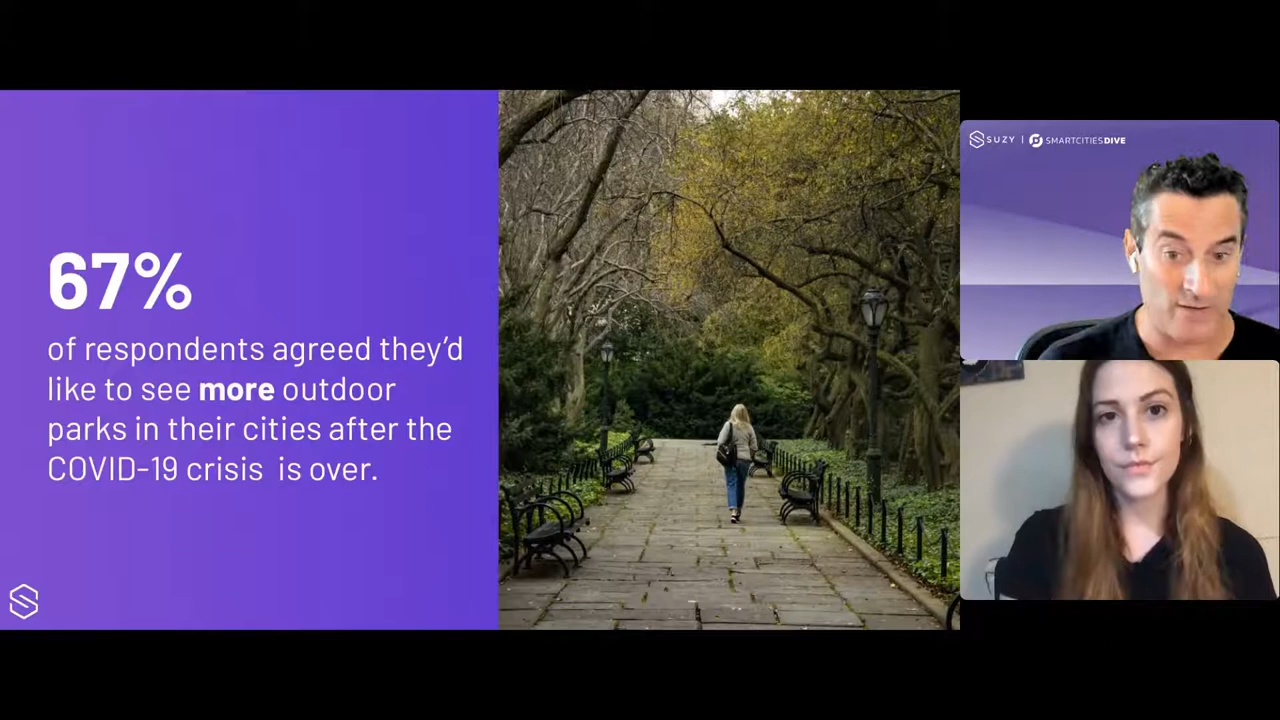 67%
of respondents agreed they'd
like to see more outdoor
parks in their cities after the
COVID-19 crisis is over.
SUZY | SMARTCITIESDIVE